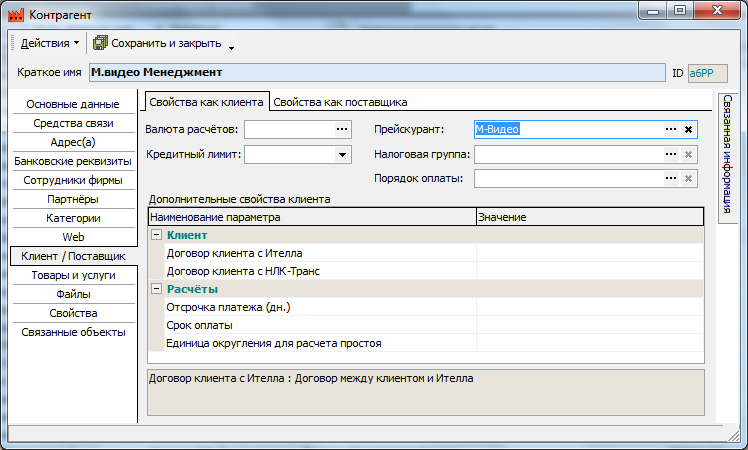 Контрагент
Действия
Сохранить и закрыть
Краткое имя М.видео Менеджмент ID a6PP
Основные данные
Средства связи
Адрес(а)
Банковские реквизиты
Сотрудники фирмы
Партнёры
Категории
Web
Клиент / Поставщик
Товары и услуги
Файлы
Свойства
Связанные объекты
Свойства как клиента Свойства как поставщика
Валюта расчётов: Прейскурант: М-Видео
Кредитный лимит: Налоговая группа:
Порядок оплаты:
Дополнительные свойства клиента
Наименование параметра Значение
Клиент
Договор клиента с Ителла
Договор клиента с НЛК-Транс
Расчёты
Отсрочка платежа (дн.)
Срок оплаты
Единица округления для расчета простоя
Договор клиента с Ителла : Договор между клиентом и Ителла
Связанная информация